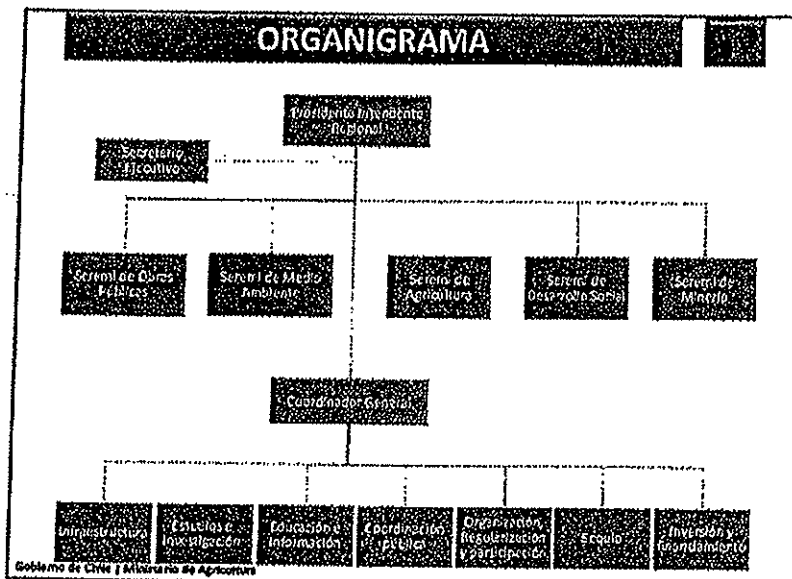 ORGANIGRAMA
Presidente Intendente
Regional
Secretario
Ejecutivo
Seremi de Obras
Públicas
Seremi de Medio
Ambiente
Seremi de
Agricultura
Seremi de
Desarrollo Social
Seremi de
Minería
Coordinador General
Infraestructura
Estudios e
Investigación
Educación e
Información
Coordinación
Pública
Organización,
Regularización
y participación
Sequía
Inversión y
financiamiento
Gobierno de Chile | Ministerio de Agricultura